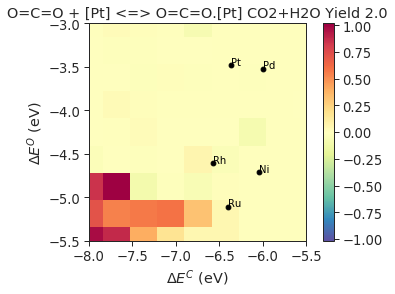 O=C=O + [Pt] <=> O=C=O.[Pt] CO2+H2O Yield 2.0
−3.0
−3.5
−4.0
−4.5
−5.0
−5.5
ΔE^O (eV)
Pt
Pd
Rh
Ni
Ru
−8.0 −7.5 −7.0 −6.5 −6.0 −5.5
ΔE^C (eV)
1.00
0.75
0.50
0.25
0.00
−0.25
−0.50
−0.75
−1.00